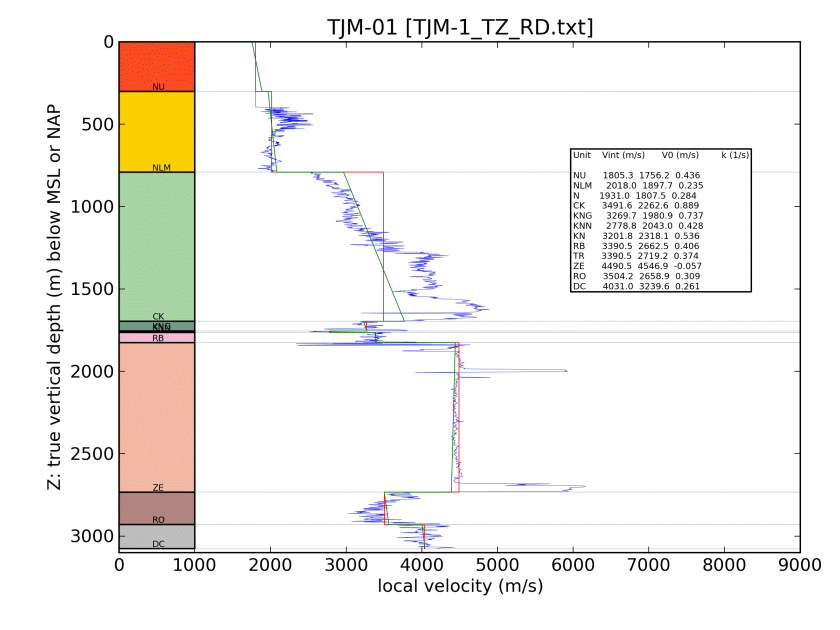 TJM-01 [TJM-1_TZ_RD.txt]
Z: true vertical depth (m) below MSL or NAP
0
500
1000
1500
2000
2500
3000
NU
NLM
CK
KNG
KNN
RB
ZE
RO
DC
Unit Vint (m/s) V0 (m/s) k (1/s)
NU 1805.3 1756.2 0.436
NLM 2018.0 1897.7 0.235
N 1931.0 1807.5 0.284
CK 3491.6 2262.6 0.889
KNG 3269.7 1980.9 0.737
KNN 2778.8 2043.0 0.428
KN 3201.8 2318.1 0.536
RB 3390.5 2662.5 0.406
TR 3390.5 2719.2 0.374
ZE 4490.5 4546.9 -0.057
RO 3504.2 2658.9 0.309
DC 4031.0 3239.6 0.261
0 1000 2000 3000 4000 5000 6000 7000 8000 9000
local velocity (m/s)